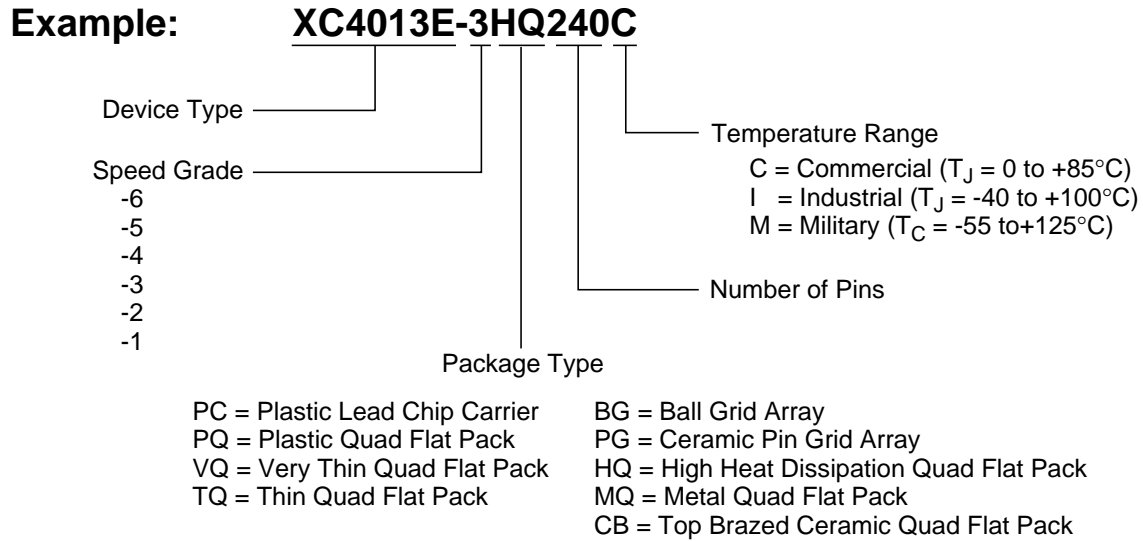 Example: XC4013E-3HQ240C
Device Type
Temperature Range
C = Commercial (TJ = 0 to +85°C)
I = Industrial (TJ = -40 to +100°C)
M = Military (TC = -55 to+125°C)
Speed Grade
-6
-5
-4
-3
-2
-1
Number of Pins
Package Type
PC = Plastic Lead Chip Carrier
PQ = Plastic Quad Flat Pack
VQ = Very Thin Quad Flat Pack
TQ = Thin Quad Flat Pack
BG = Ball Grid Array
PG = Ceramic Pin Grid Array
HQ = High Heat Dissipation Quad Flat Pack
MQ = Metal Quad Flat Pack
CB = Top Brazed Ceramic Quad Flat Pack